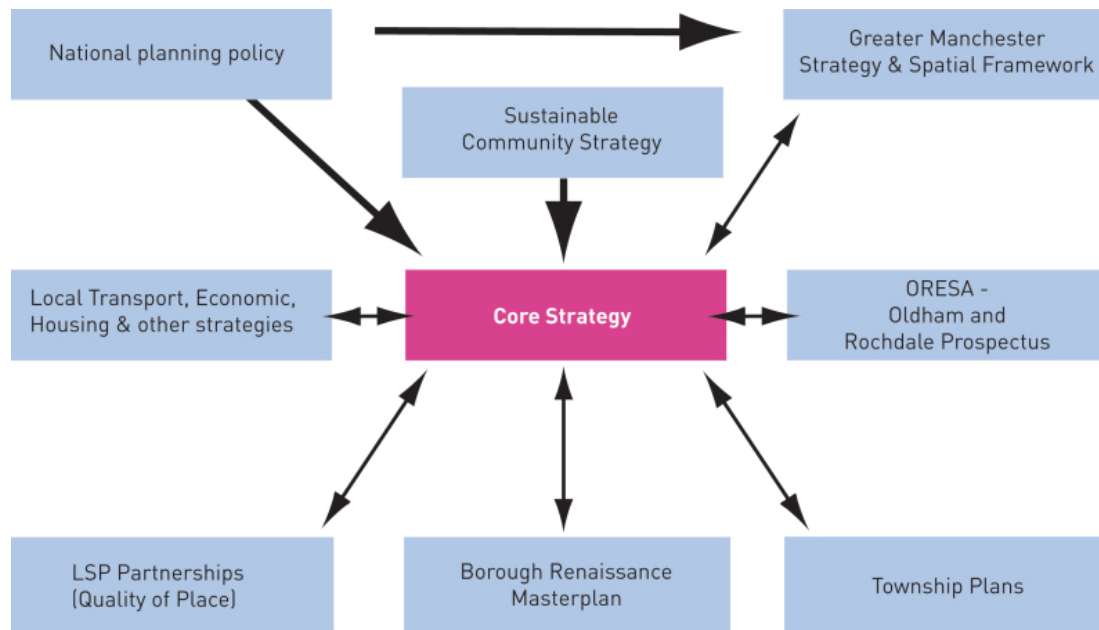 National planning policy
Greater Manchester
Strategy & Spatial Framework
Sustainable
Community Strategy
Local Transport, Economic,
Housing & other strategies
Core Strategy
ORESA -
Oldham and
Rochdale Prospectus
LSP Partnerships
(Quality of Place)
Borough Renaissance
Masterplan
Township Plans